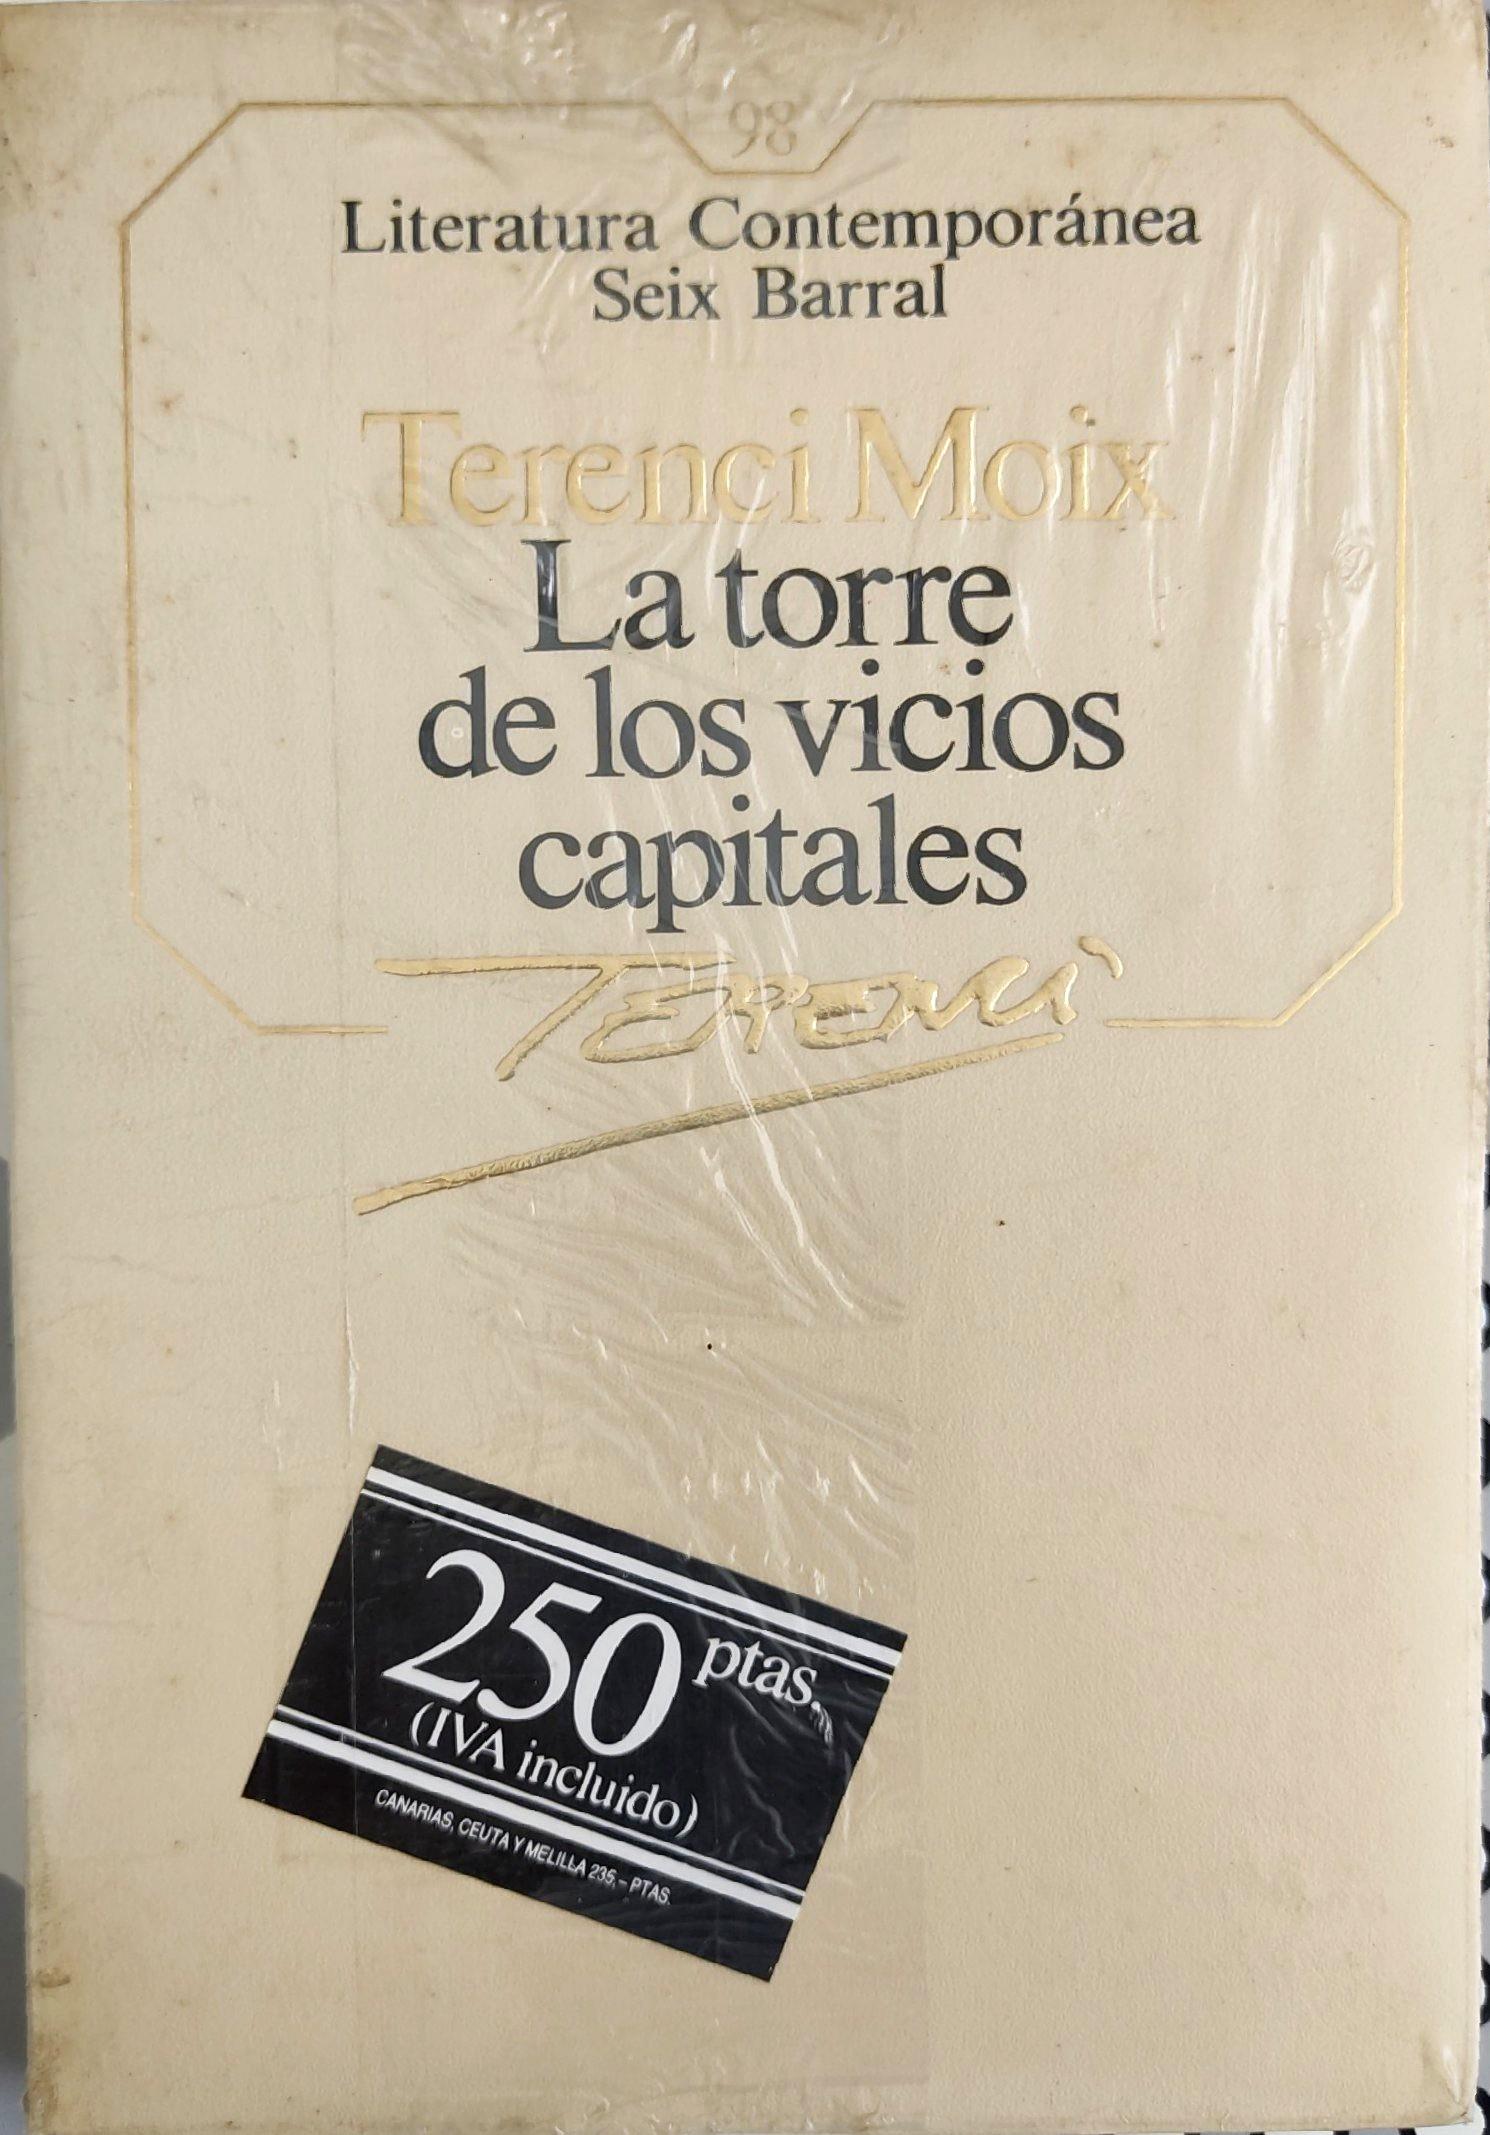 98
Literatura Contemporánea
Seix Barral
Terenci Moix
La torre
de los vicios
capitales
Terenci
250 ptas.
(IVA incluido)
CANARIAS, CEUTA Y MELILLA 235,- PTAS.